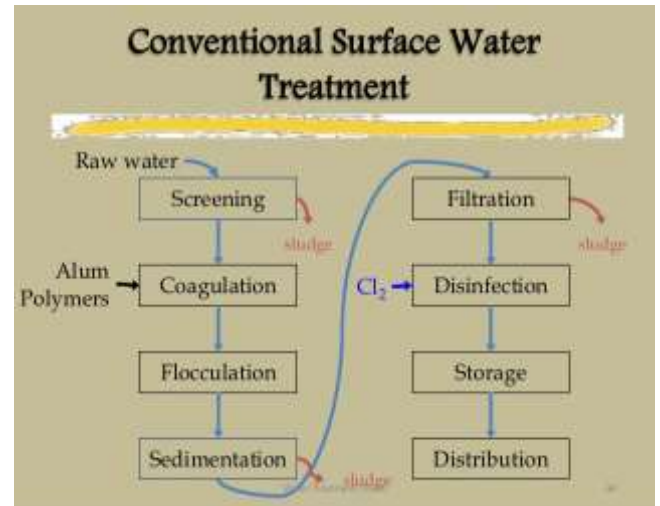 Conventional Surface Water
Treatment
Raw water
Screening
sludge
Alum
Polymers
Coagulation
Flocculation
Sedimentation
sludge
Filtration
sludge
Cl₂
Disinfection
Storage
Distribution